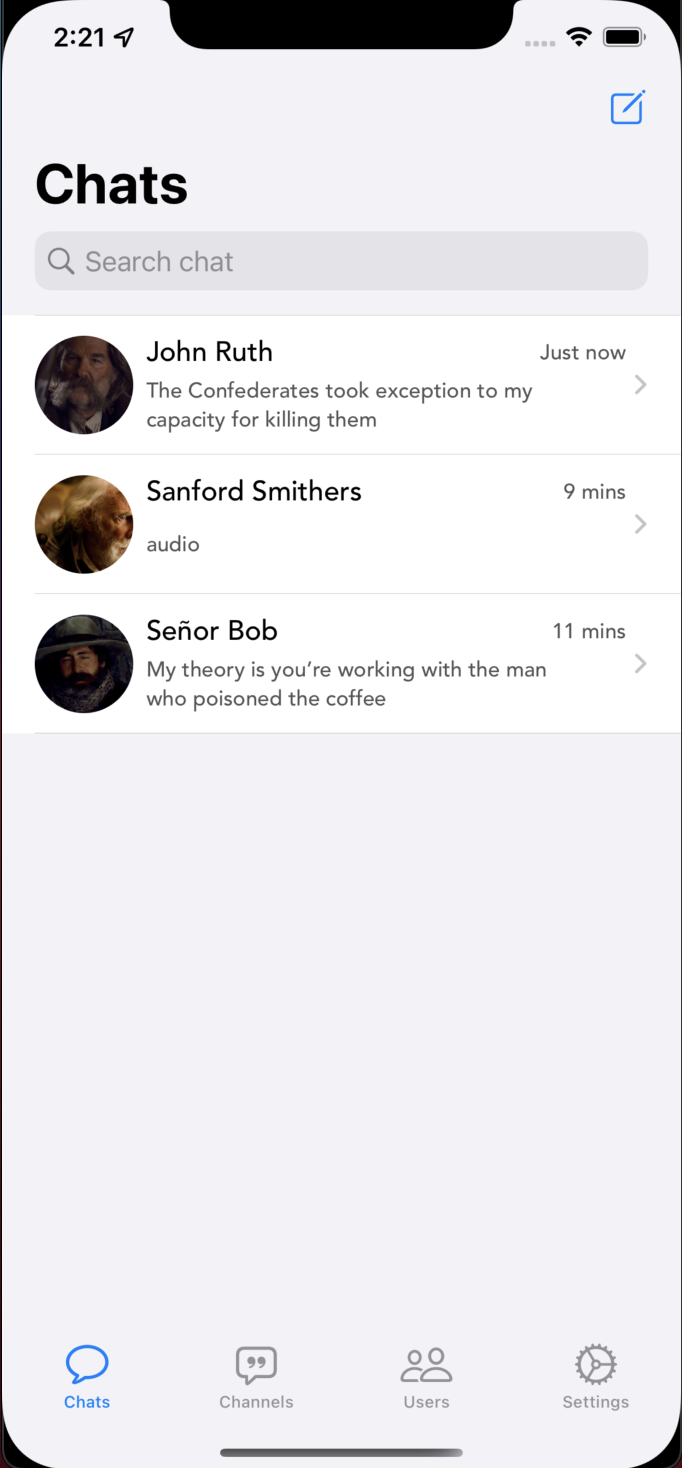 2:21
Chats
Search chat
John Ruth
Just now
The Confederates took exception to my
capacity for killing them
Sanford Smithers
9 mins
audio
Señor Bob
11 mins
My theory is you’re working with the man
who poisoned the coffee
Chats
Channels
Users
Settings